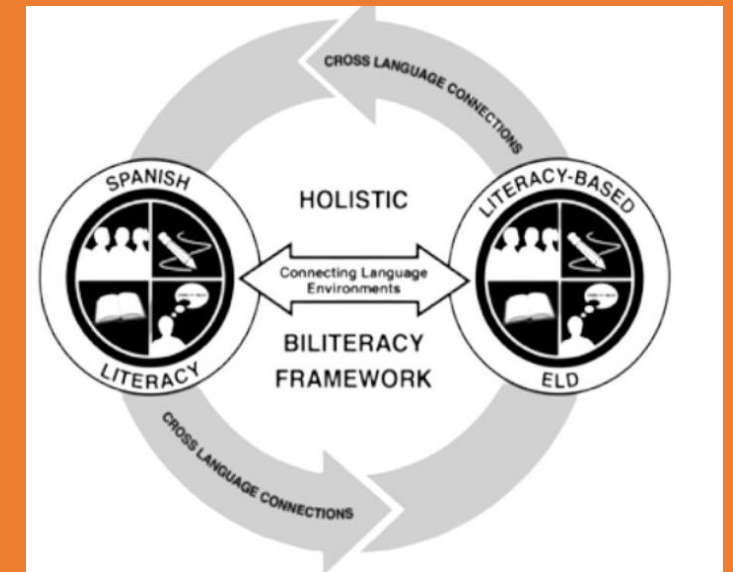 CROSS LANGUAGE CONNECTIONS
SPANISH
LITERACY
HOLISTIC
Connecting Language
Environments
BILITERACY
FRAMEWORK
LITERACY-BASED
ELD
CROSS LANGUAGE CONNECTIONS